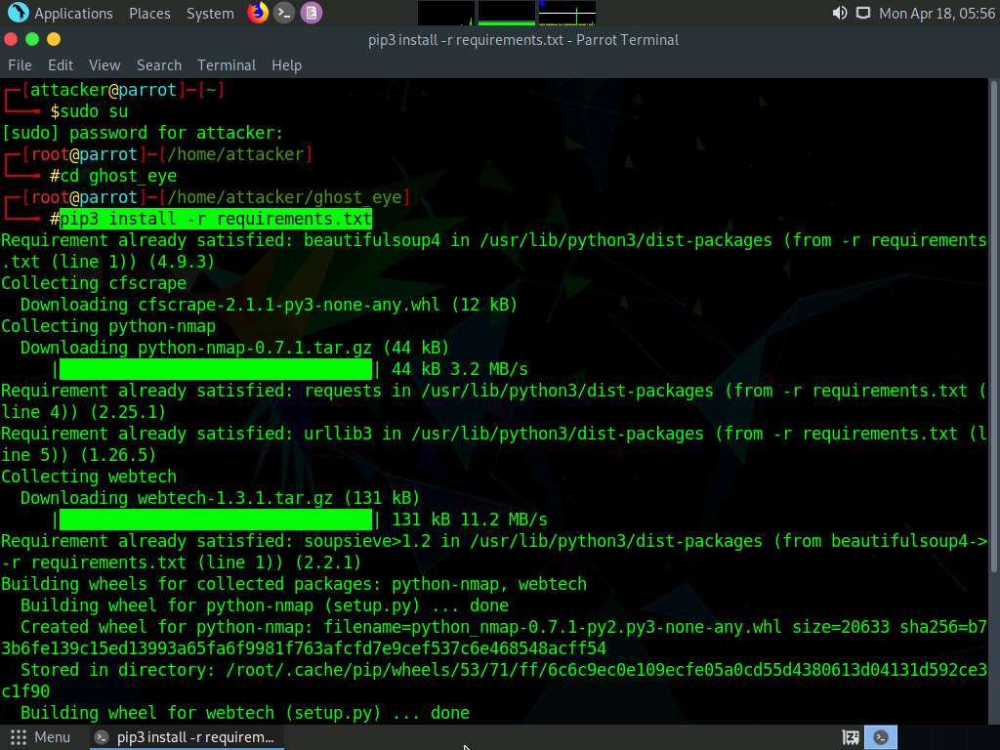 Applications Places System Mon Apr 18, 05:56
pip3 install -r requirements.txt - Parrot Terminal
File Edit View Search Terminal Help
┌─[attacker@parrot]─[~]
└──╼ $sudo su
[sudo] password for attacker:
┌─[root@parrot]─[/home/attacker]
└──╼ #cd ghost_eye
┌─[root@parrot]─[/home/attacker/ghost_eye]
└──╼ #pip3 install -r requirements.txt
Requirement already satisfied: beautifulsoup4 in /usr/lib/python3/dist-packages (from -r requirements
.txt (line 1)) (4.9.3)
Collecting cfscrape
  Downloading cfscrape-2.1.1-py3-none-any.whl (12 kB)
Collecting python-nmap
  Downloading python-nmap-0.7.1.tar.gz (44 kB)
     |████████████████████████████████| 44 kB 3.2 MB/s
Requirement already satisfied: requests in /usr/lib/python3/dist-packages (from -r requirements.txt (
line 4)) (2.25.1)
Requirement already satisfied: urllib3 in /usr/lib/python3/dist-packages (from -r requirements.txt (l
ine 5)) (1.26.5)
Collecting webtech
  Downloading webtech-1.3.1.tar.gz (131 kB)
     |████████████████████████████████| 131 kB 11.2 MB/s
Requirement already satisfied: soupsieve>1.2 in /usr/lib/python3/dist-packages (from beautifulsoup4->
-r requirements.txt (line 1)) (2.2.1)
Building wheels for collected packages: python-nmap, webtech
  Building wheel for python-nmap (setup.py) ... done
  Created wheel for python-nmap: filename=python_nmap-0.7.1-py2.py3-none-any.whl size=20633 sha256=b7
3b6fe139c15ed13993a65fa6f9981f763afcfd7e9cef537c6e468548acff54
  Stored in directory: /root/.cache/pip/wheels/53/71/ff/6c6c9ec0e109ecfe05a0cd55d4380613d04131d592ce3
c1f90
  Building wheel for webtech (setup.py) ... done
Menu pip3 install -r requirem...